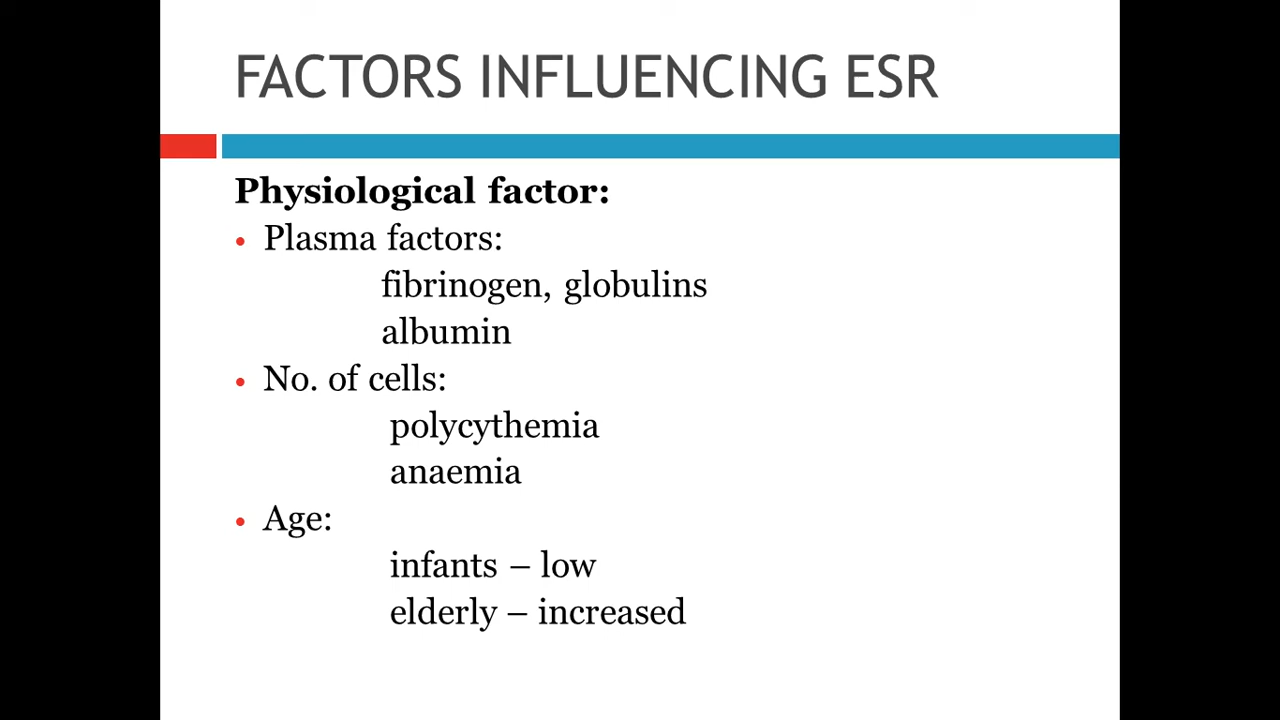 FACTORS INFLUENCING ESR
Physiological factor:
• Plasma factors:
fibrinogen, globulins
albumin
• No. of cells:
polycythemia
anaemia
• Age:
infants – low
elderly – increased